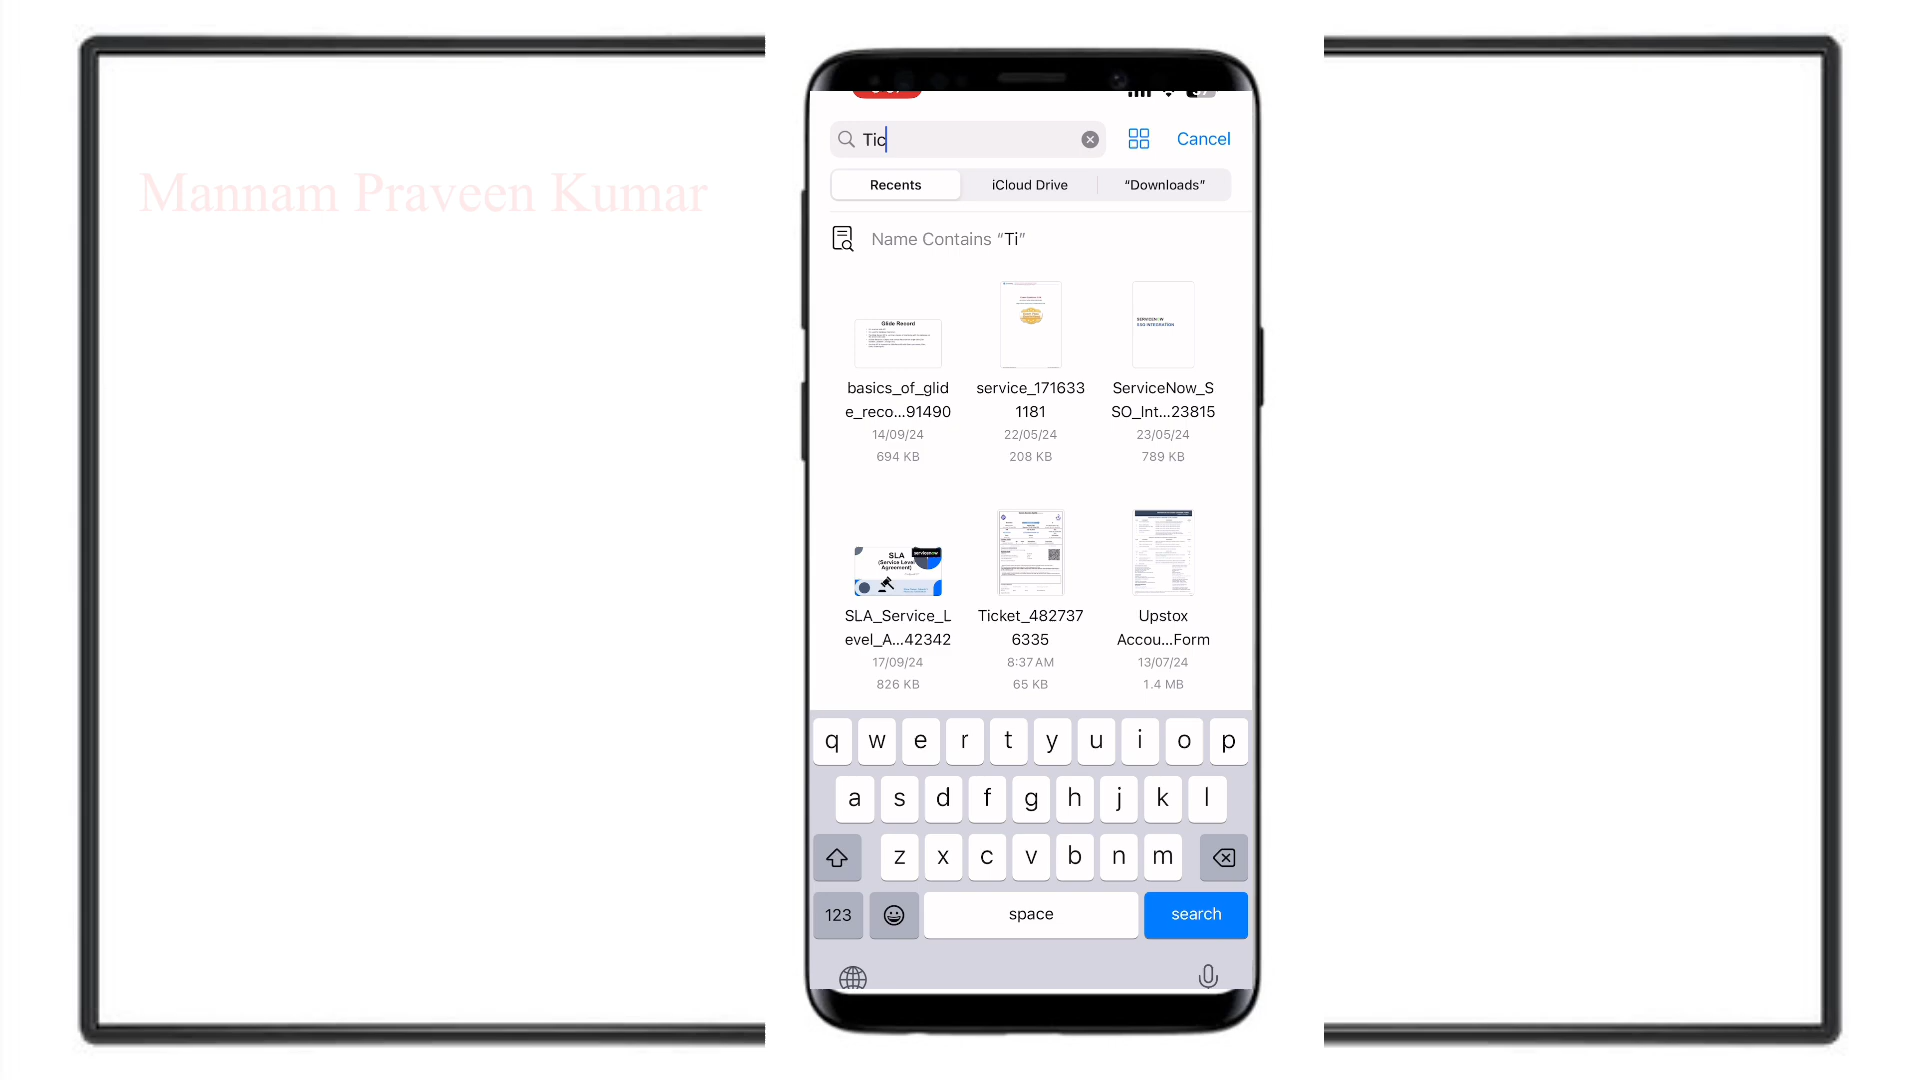 Mannam Praveen Kumar
Tic
Cancel
Recents
iCloud Drive
“Downloads”
Name Contains “Ti”
Glide Record
SERVICENOW
SSO INTEGRATION
basics_of_glid
e_reco...91490
14/09/24
694 KB
service_171633
1181
22/05/24
208 KB
ServiceNow_S
SO_Int...23815
23/05/24
789 KB
SLA
(Service Level
Agreement)
servicenow
SLA_Service_L
evel_A...42342
17/09/24
826 KB
Ticket_482737
6335
8:37 AM
65 KB
Upstox
Accou...Form
13/07/24
1.4 MB
q w e r t y u i o p
a s d f g h j k l
z x c v b n m
123
space
search